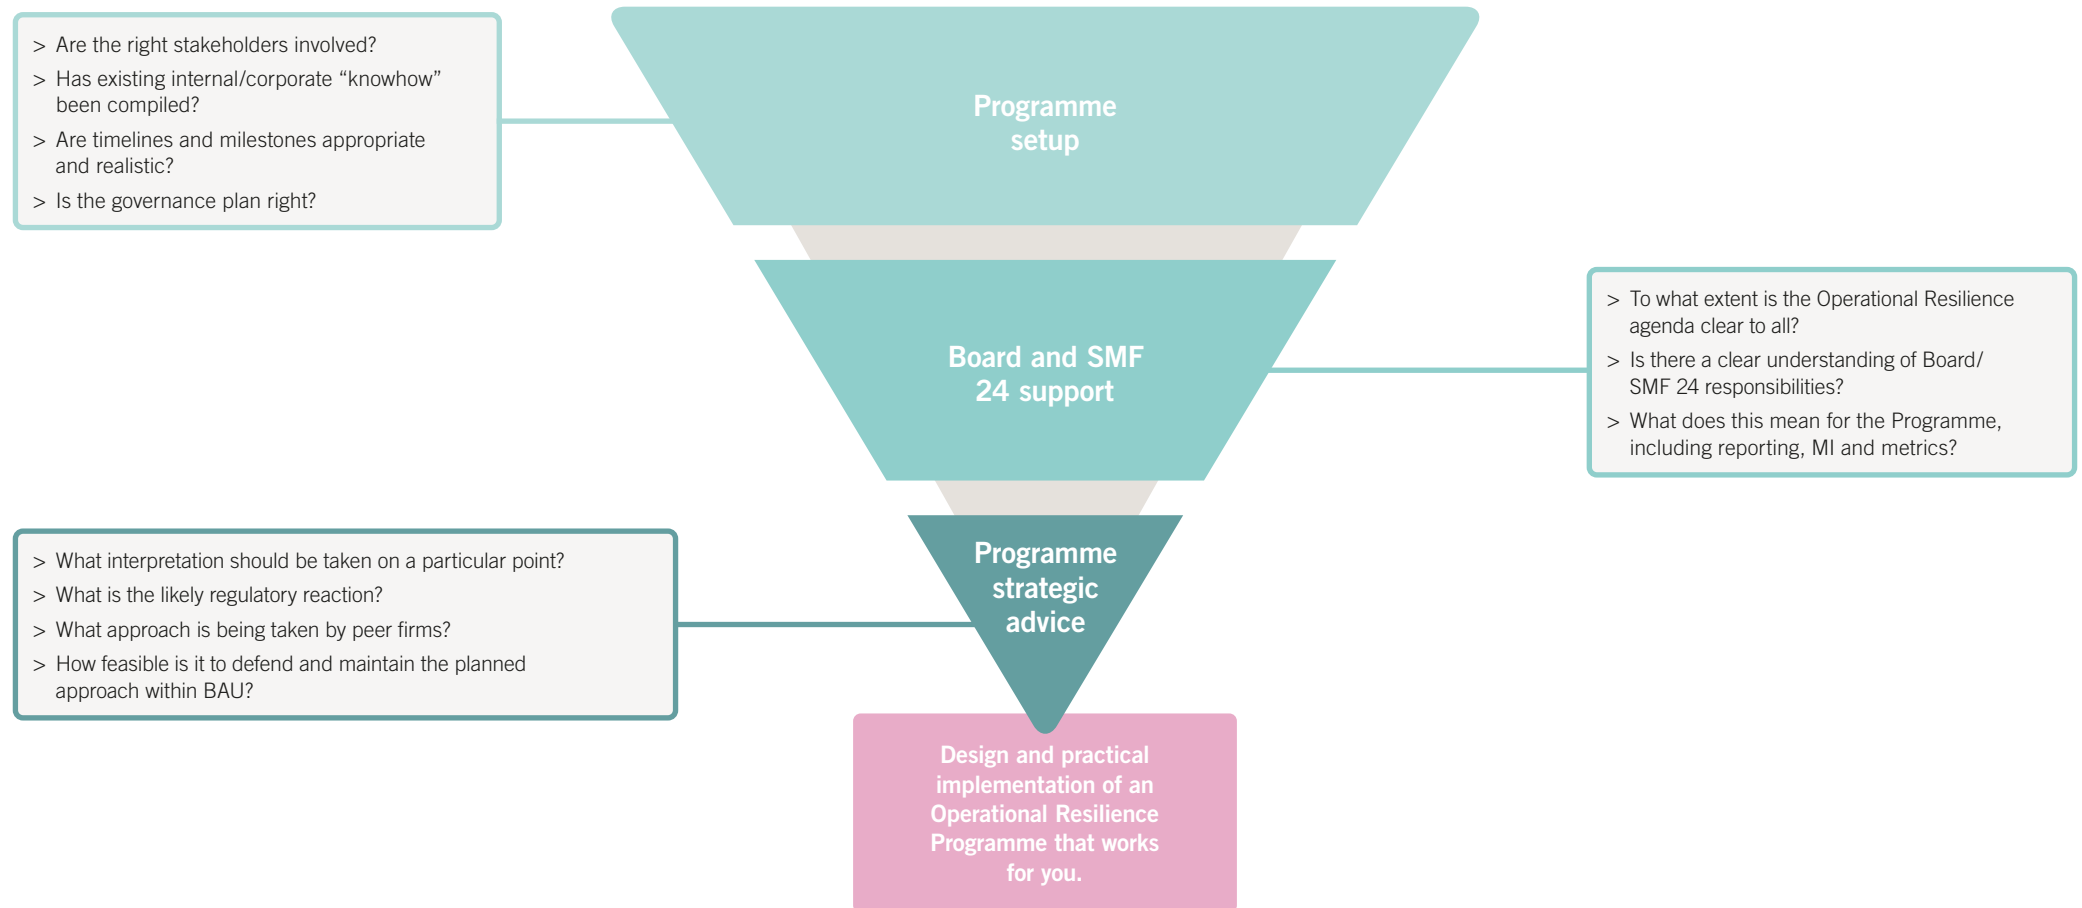 > Are the right stakeholders involved?
> Has existing internal/corporate “knowhow”
been compiled?
> Are timelines and milestones appropriate
and realistic?
> Is the governance plan right?
Programme
setup
Board and SMF
24 support
> To what extent is the Operational Resilience
agenda clear to all?
> Is there a clear understanding of Board/
SMF 24 responsibilities?
> What does this mean for the Programme,
including reporting, MI and metrics?
> What interpretation should be taken on a particular point?
> What is the likely regulatory reaction?
> What approach is being taken by peer firms?
> How feasible is it to defend and maintain the planned
approach within BAU?
Programme
strategic
advice
Design and practical
implementation of an
Operational Resilience
Programme that works
for you.